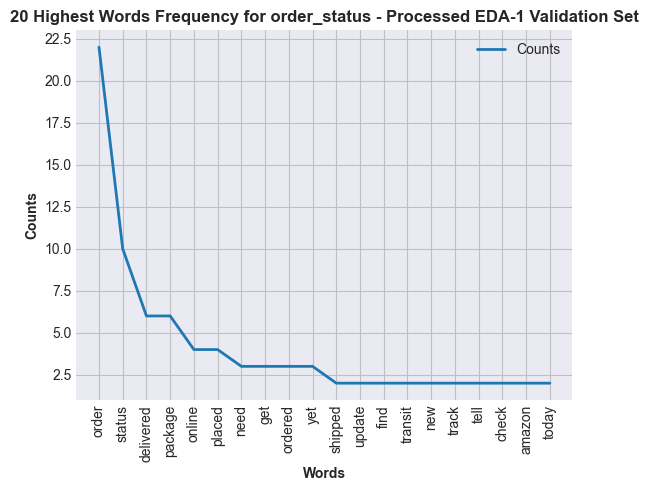 20 Highest Words Frequency for order_status - Processed EDA-1 Validation Set
Counts
22.5
20.0
17.5
15.0
12.5
10.0
7.5
5.0
2.5
Counts
order
status
delivered
package
online
placed
need
get
ordered
yet
shipped
update
find
transit
new
track
tell
check
amazon
today
Words